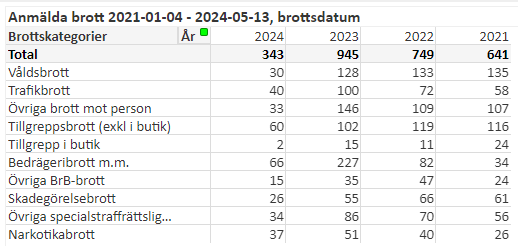 Anmälda brott 2021-01-04 - 2024-05-13, brottsdatum
Brottskategorier År 2024 2023 2022 2021
Total 343 945 749 641
Våldsbrott 30 128 133 135
Trafikbrott 40 100 72 58
Övriga brott mot person 33 146 109 107
Tillgreppsbrott (exkl i butik) 60 102 119 116
Tillgrepp i butik 2 15 11 24
Bedrägeribrott m.m. 66 227 82 34
Övriga BrB-brott 15 35 47 24
Skadegörelsebrott 26 55 66 61
Övriga specialstraffrättslig... 34 86 70 56
Narkotikabrott 37 51 40 26